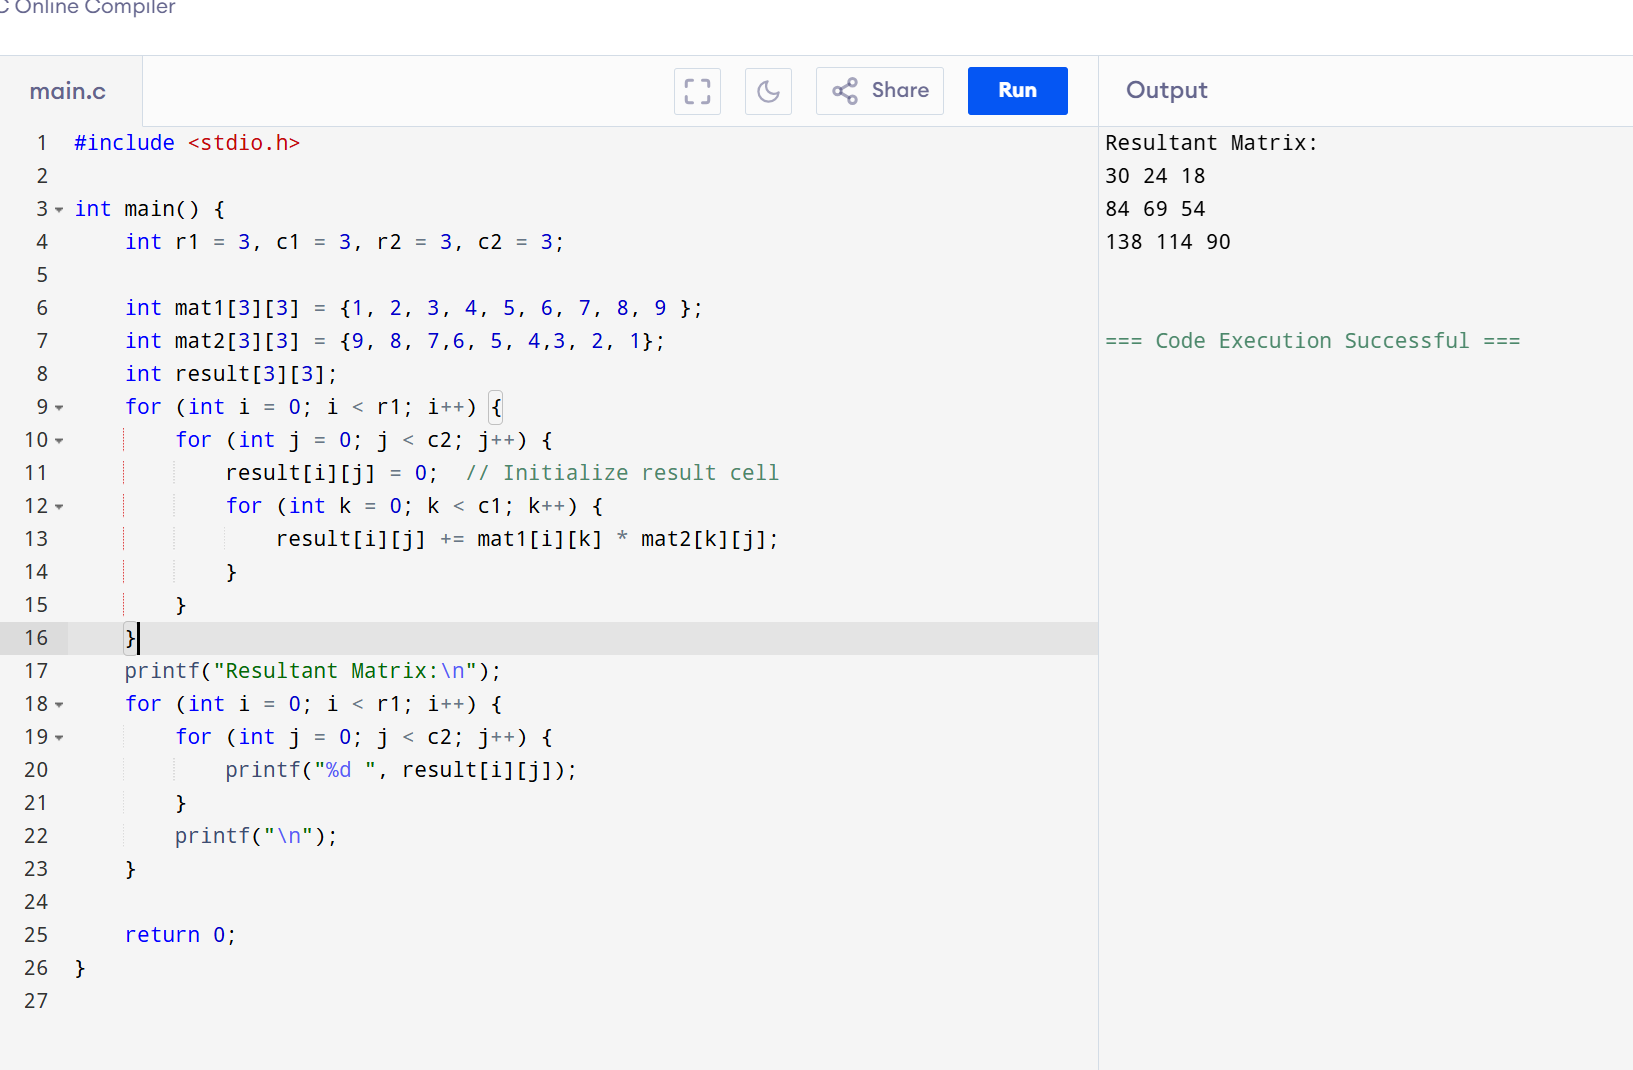 C Online Compiler
main.c
Share
Run
Output
1 #include <stdio.h>
2
3 int main() {
4     int r1 = 3, c1 = 3, r2 = 3, c2 = 3;
5
6     int mat1[3][3] = {1, 2, 3, 4, 5, 6, 7, 8, 9 };
7     int mat2[3][3] = {9, 8, 7,6, 5, 4,3, 2, 1};
8     int result[3][3];
9     for (int i = 0; i < r1; i++) {
10         for (int j = 0; j < c2; j++) {
11             result[i][j] = 0;  // Initialize result cell
12             for (int k = 0; k < c1; k++) {
13                 result[i][j] += mat1[i][k] * mat2[k][j];
14             }
15         }
16     }
17     printf("Resultant Matrix:\n");
18     for (int i = 0; i < r1; i++) {
19         for (int j = 0; j < c2; j++) {
20             printf("%d ", result[i][j]);
21         }
22         printf("\n");
23     }
24
25     return 0;
26 }
27
Resultant Matrix:
30 24 18
84 69 54
138 114 90
=== Code Execution Successful ===